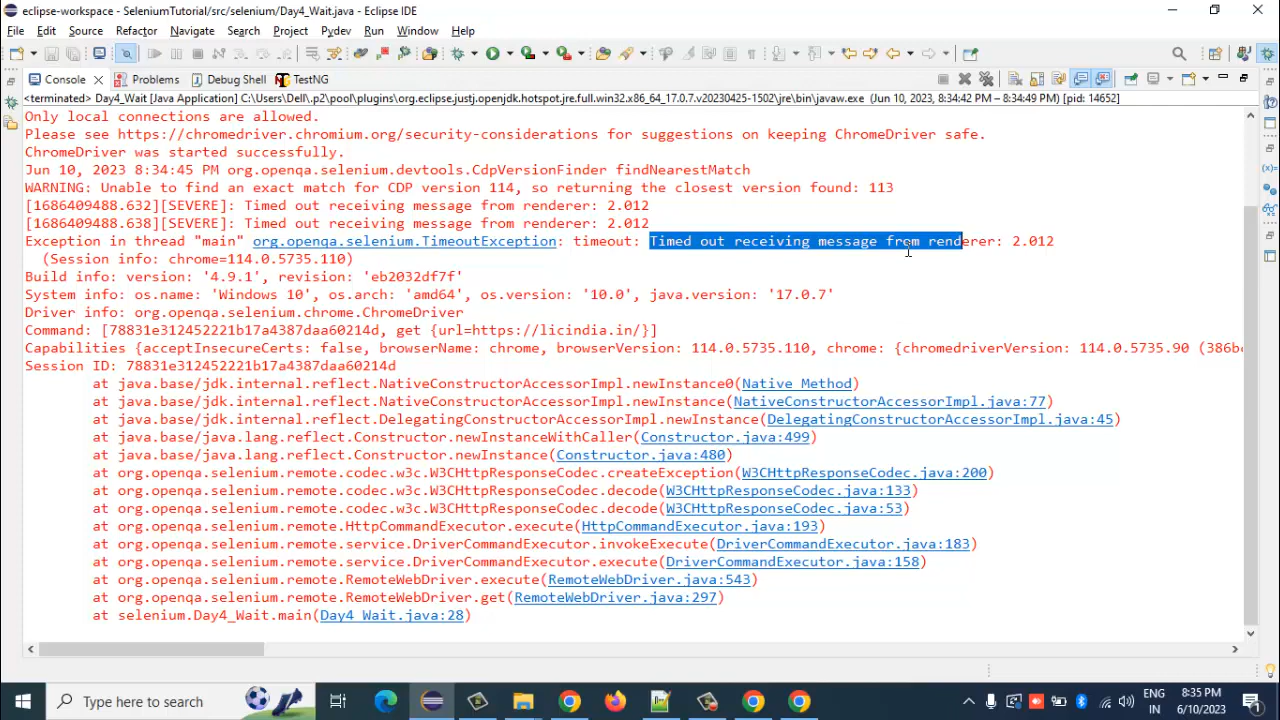 eclipse-workspace - SeleniumTutorial/src/selenium/Day4_Wait.java - Eclipse IDE
File Edit Source Refactor Navigate Search Project Pydev Run Window Help
Console Problems Debug Shell TestNG
<terminated> Day4_Wait [Java Application] C:\Users\Dell\.p2\pool\plugins\org.eclipse.justj.openjdk.hotspot.jre.full.win32.x86_64_17.0.7.v20230425-1502\jre\bin\javaw.exe (Jun 10, 2023, 8:34:42 PM – 8:34:49 PM) [pid: 14652]
Only local connections are allowed.
Please see https://chromedriver.chromium.org/security-considerations for suggestions on keeping ChromeDriver safe.
ChromeDriver was started successfully.
Jun 10, 2023 8:34:45 PM org.openqa.selenium.devtools.CdpVersionFinder findNearestMatch
WARNING: Unable to find an exact match for CDP version 114, so returning the closest version found: 113
[1686409488.632][SEVERE]: Timed out receiving message from renderer: 2.012
[1686409488.638][SEVERE]: Timed out receiving message from renderer: 2.012
Exception in thread "main" org.openqa.selenium.TimeoutException: timeout: Timed out receiving message from renderer: 2.012
(Session info: chrome=114.0.5735.110)
Build info: version: '4.9.1', revision: 'eb2032df7f'
System info: os.name: 'Windows 10', os.arch: 'amd64', os.version: '10.0', java.version: '17.0.7'
Driver info: org.openqa.selenium.chrome.ChromeDriver
Command: [78831e312452221b17a4387daa60214d, get {url=https://licindia.in/}]
Capabilities {acceptInsecureCerts: false, browserName: chrome, browserVersion: 114.0.5735.110, chrome: {chromedriverVersion: 114.0.5735.90 (386bc
Session ID: 78831e312452221b17a4387daa60214d
at java.base/jdk.internal.reflect.NativeConstructorAccessorImpl.newInstance0(Native Method)
at java.base/jdk.internal.reflect.NativeConstructorAccessorImpl.newInstance(NativeConstructorAccessorImpl.java:77)
at java.base/jdk.internal.reflect.DelegatingConstructorAccessorImpl.newInstance(DelegatingConstructorAccessorImpl.java:45)
at java.base/java.lang.reflect.Constructor.newInstanceWithCaller(Constructor.java:499)
at java.base/java.lang.reflect.Constructor.newInstance(Constructor.java:480)
at org.openqa.selenium.remote.codec.w3c.W3CHttpResponseCodec.createException(W3CHttpResponseCodec.java:200)
at org.openqa.selenium.remote.codec.w3c.W3CHttpResponseCodec.decode(W3CHttpResponseCodec.java:133)
at org.openqa.selenium.remote.codec.w3c.W3CHttpResponseCodec.decode(W3CHttpResponseCodec.java:53)
at org.openqa.selenium.remote.HttpCommandExecutor.execute(HttpCommandExecutor.java:193)
at org.openqa.selenium.remote.service.DriverCommandExecutor.invokeExecute(DriverCommandExecutor.java:183)
at org.openqa.selenium.remote.service.DriverCommandExecutor.execute(DriverCommandExecutor.java:158)
at org.openqa.selenium.remote.RemoteWebDriver.execute(RemoteWebDriver.java:543)
at org.openqa.selenium.remote.RemoteWebDriver.get(RemoteWebDriver.java:297)
at selenium.Day4_Wait.main(Day4_Wait.java:28)
Type here to search
ENG 8:35 PM
IN 6/10/2023